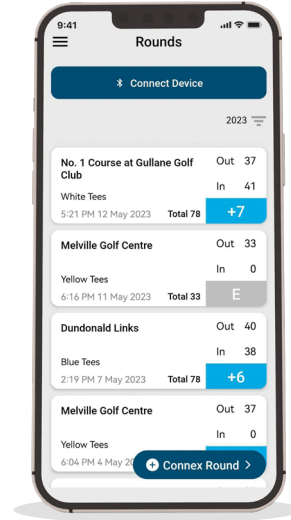 9:41
Rounds
Connect Device
2023
No. 1 Course at Gullane Golf Out 37
Club
In 41
White Tees
5:21 PM 12 May 2023 Total 78 +7
Melville Golf Centre Out 33
In 0
Yellow Tees
6:16 PM 11 May 2023 Total 33 E
Dundonald Links Out 40
In 38
Blue Tees
2:19 PM 7 May 2023 Total 78 +6
Melville Golf Centre Out 37
In 0
Yellow Tees
6:04 PM 4 May 20
Connex Round